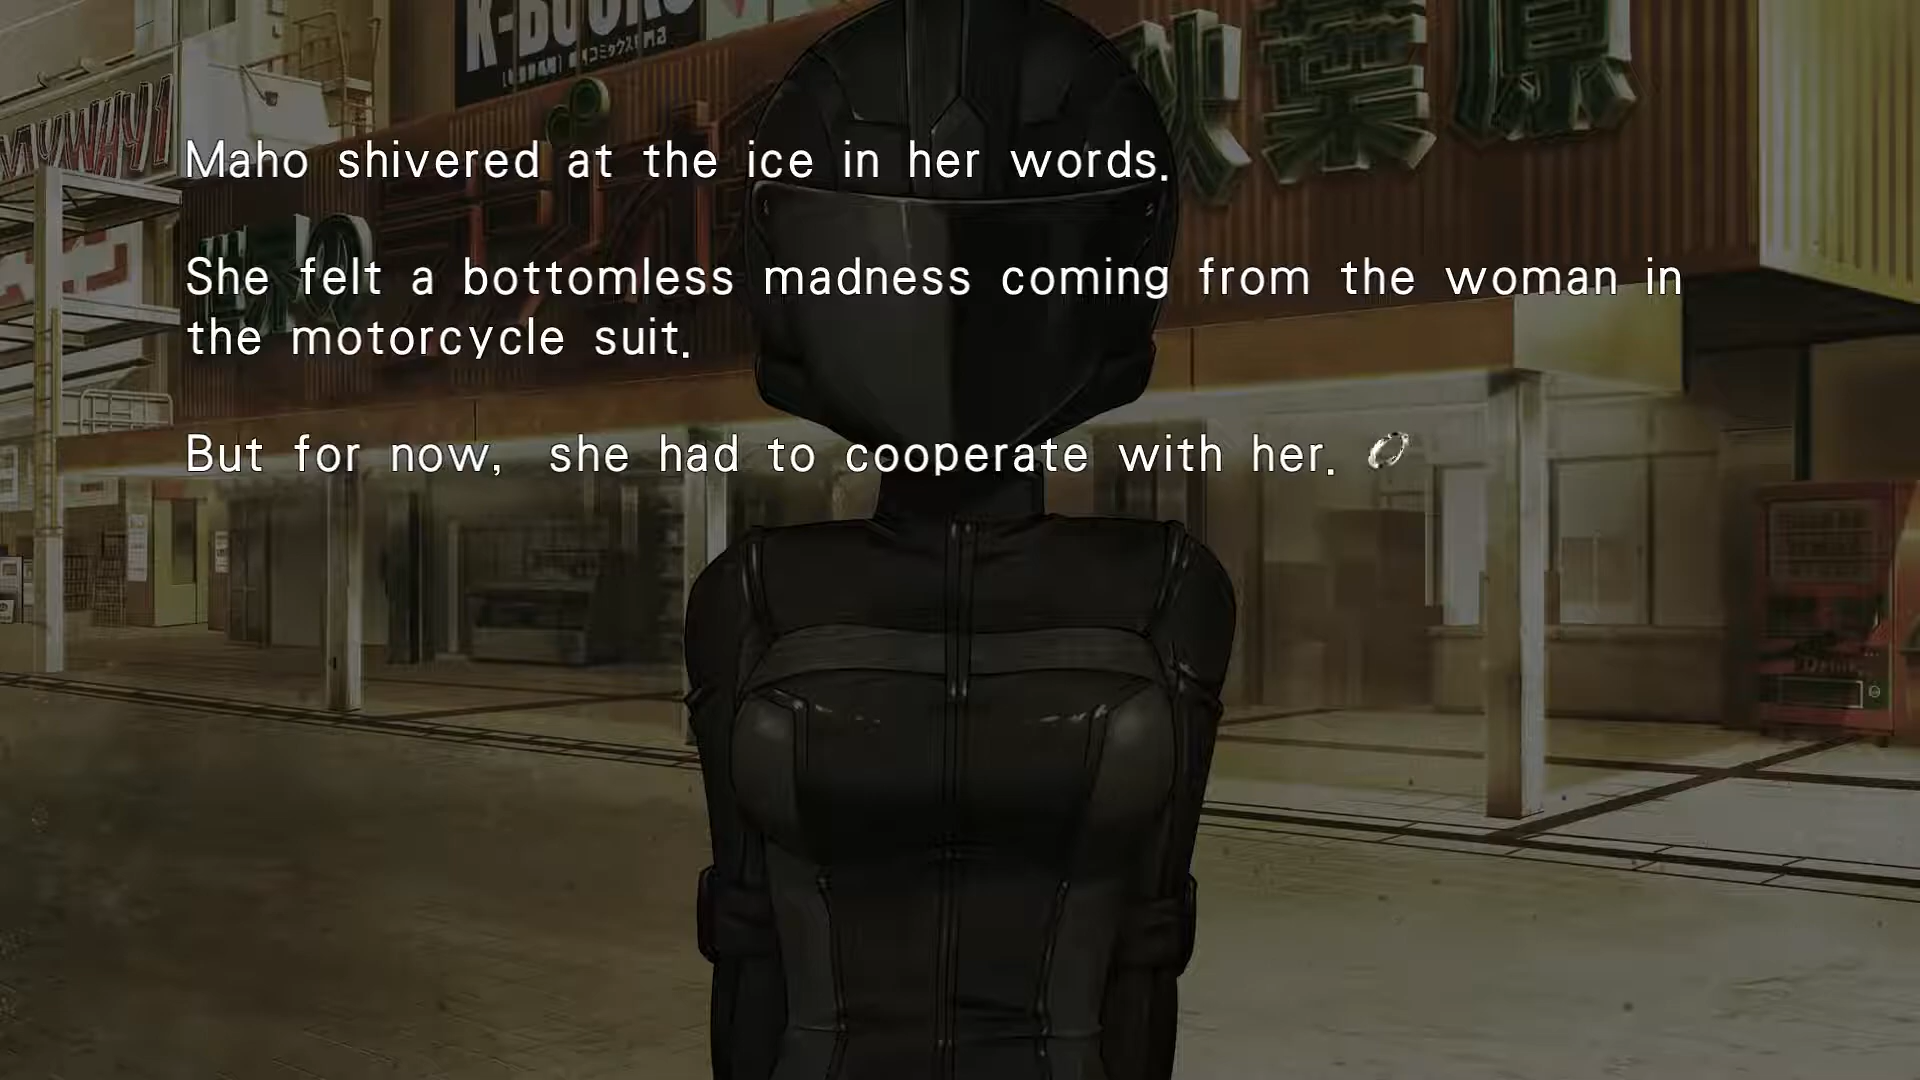 K-BOOKS
秋葉原
Maho shivered at the ice in her words.
She felt a bottomless madness coming from the woman in
the motorcycle suit.
But for now, she had to cooperate with her.